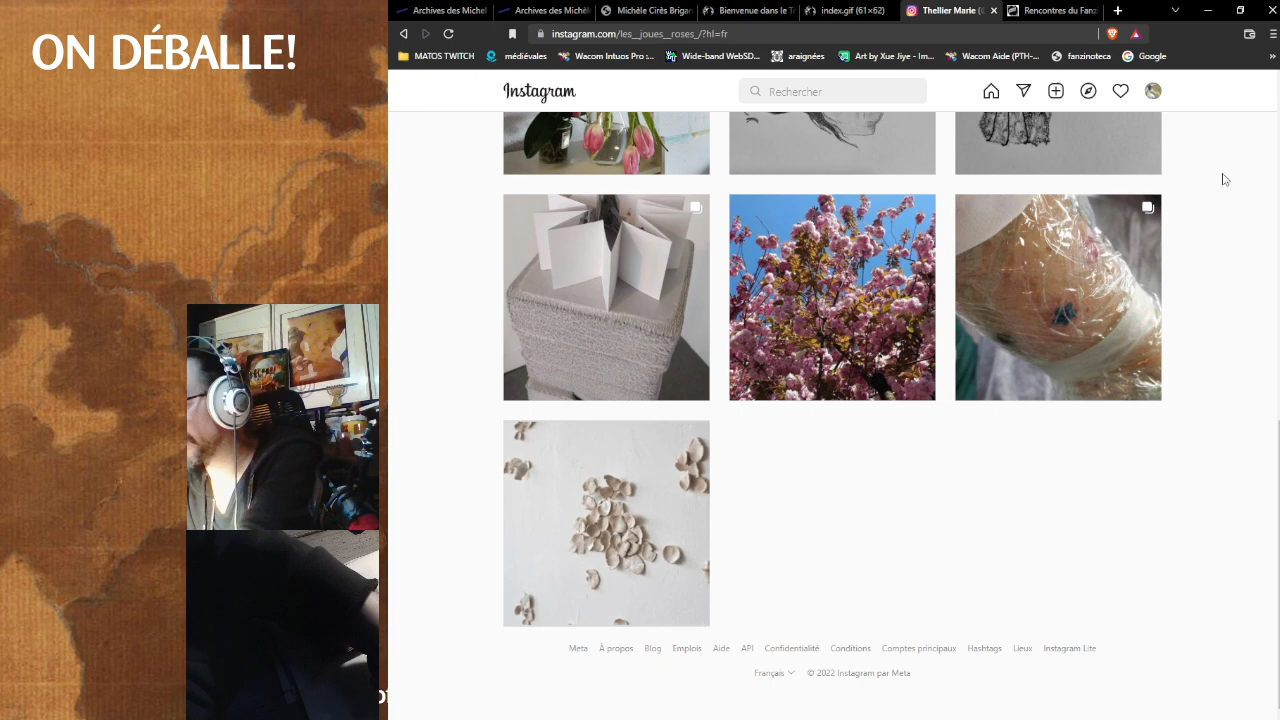 ON DÉBALLE!
Archives des Michel
Archives des Michèl
Michèle Cirès Brigan
Bienvenue dans le T
index.gif (61×62)
Thellier Marie (
Rencontres du Fanz
instagram.com/les__joues_roses_/?hl=fr
MATOS TWITCH
médiévales
Wacom Intuos Pro :...
Wide-band WebSD...
araignées
Art by Xue Jiye - Im...
Wacom Aide (PTH-...
fanzinoteca
Google
Instagram
Rechercher
Meta À propos Blog Emplois Aide API Confidentialité Conditions Comptes principaux Hashtags Lieux Instagram Lite
Français © 2022 Instagram par Meta